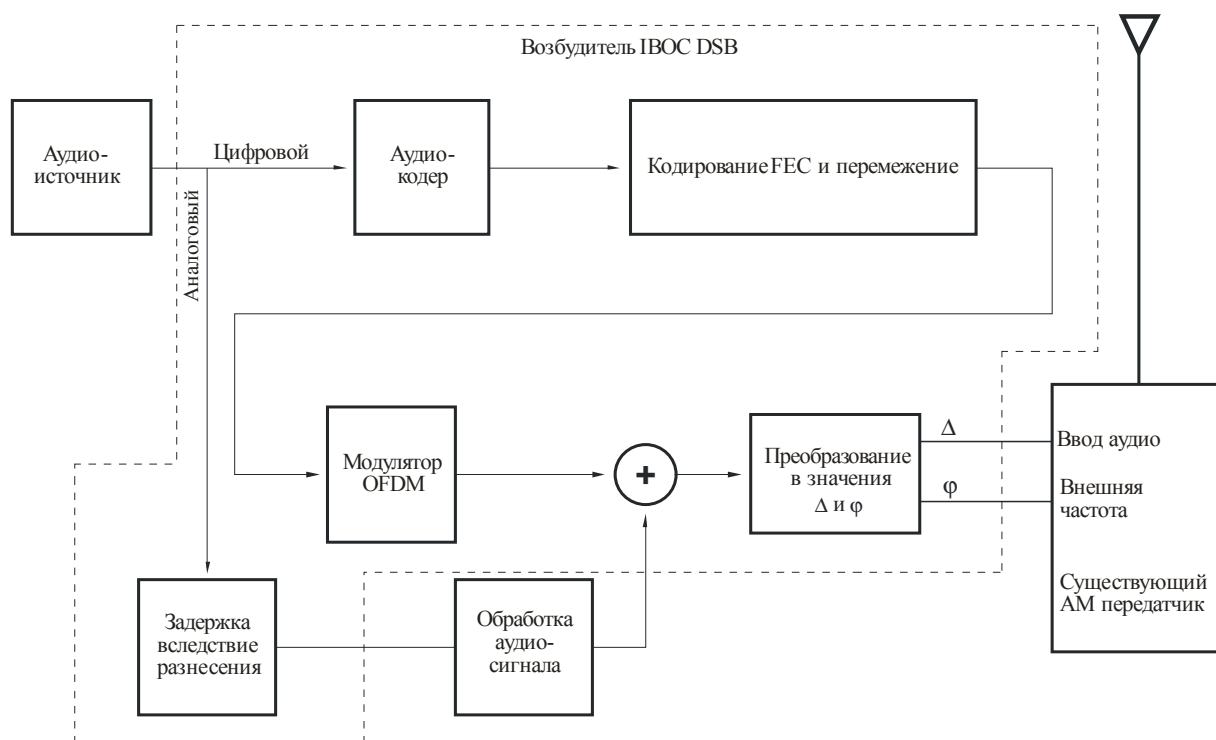 Возбудитель IBOC DSB
Аудио-
источник
Цифровой
Аналоговый
Аудио-
кодер
Кодирование FEC и перемежение
Модулятор
OFDM
+
Преобразование
в значения
Δ и φ
Δ
φ
Ввод аудио
Внешняя
частота
Существующий
АМ передатчик
Задержка
вследствие
разнесения
Обработка
аудио-
сигнала